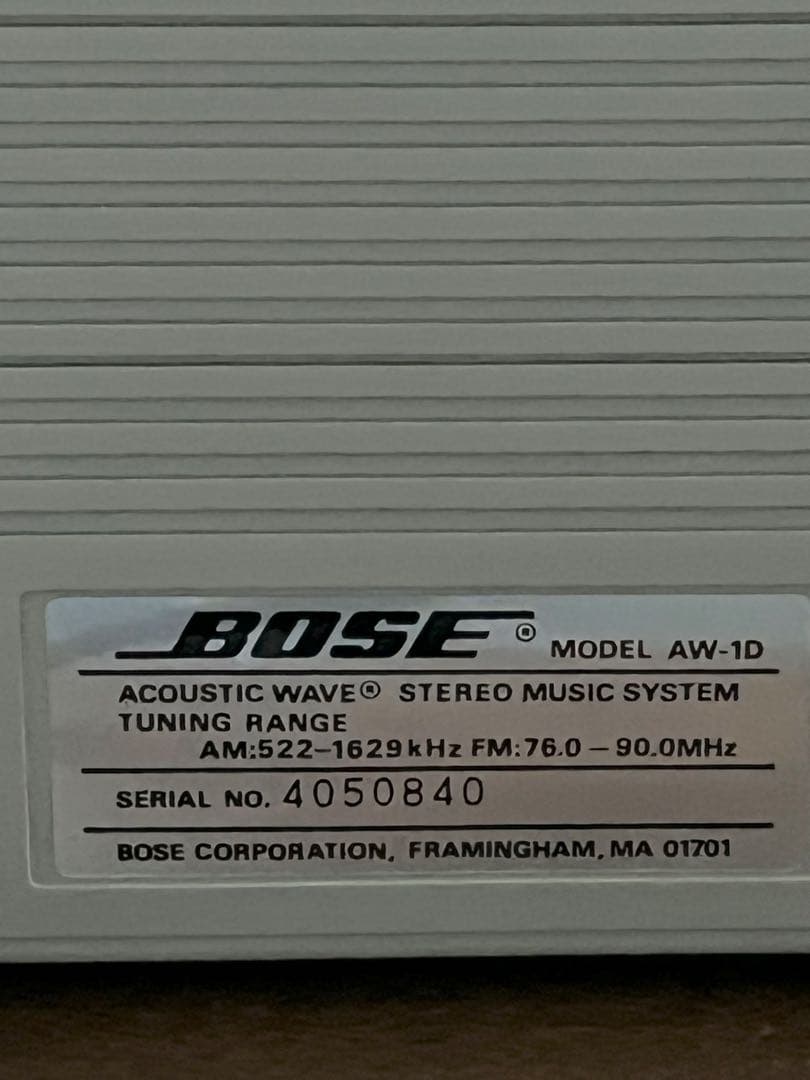 BOSE® MODEL AW-1D
ACOUSTIC WAVE® STEREO MUSIC SYSTEM
TUNING RANGE
AM:522–1629kHz FM:76.0 – 90.0MHz
SERIAL NO. 4050840
BOSE CORPORATION, FRAMINGHAM, MA 01701